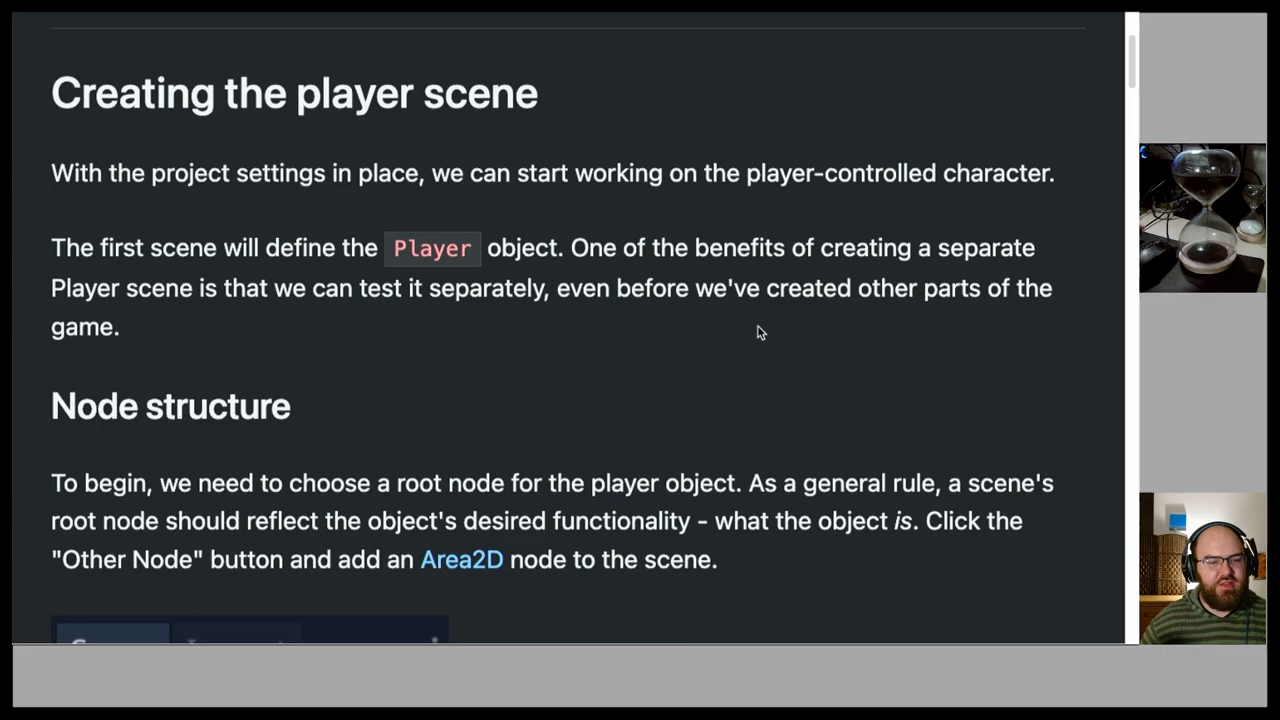 Creating the player scene
With the project settings in place, we can start working on the player-controlled character.
The first scene will define the Player object. One of the benefits of creating a separate
Player scene is that we can test it separately, even before we've created other parts of the
game.
Node structure
To begin, we need to choose a root node for the player object. As a general rule, a scene's
root node should reflect the object's desired functionality - what the object is. Click the
"Other Node" button and add an Area2D node to the scene.